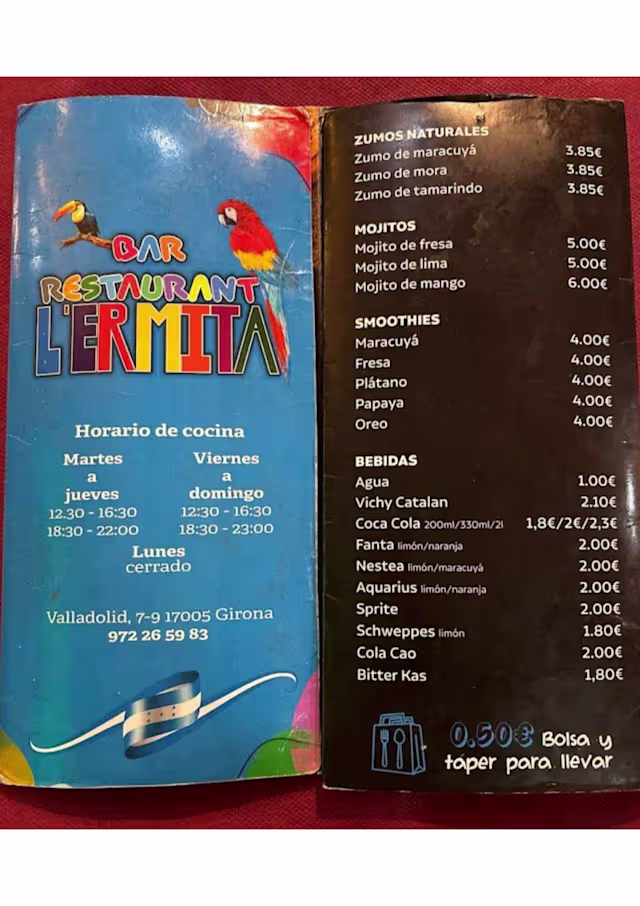 BAR
RESTAURANT
L'ERMITA
Horario de cocina
Martes
a
jueves
12.30 - 16:30
18:30 - 22:00
Viernes
a
domingo
12:30 - 16:30
18:30 - 23:00
Lunes
cerrado
Valladolid, 7-9 17005 Girona
972 26 59 83
ZUMOS NATURALES
Zumo de maracuyá 3.85€
Zumo de mora 3.85€
Zumo de tamarindo 3.85€
MOJITOS
Mojito de fresa 5.00€
Mojito de lima 5.00€
Mojito de mango 6.00€
SMOOTHIES
Maracuyá 4.00€
Fresa 4.00€
Plátano 4.00€
Papaya 4.00€
Oreo 4.00€
BEBIDAS
Agua 1.00€
Vichy Catalan 2.10€
Coca Cola 200ml/330ml/2l 1,8€/2€/2,3€
Fanta limón/naranja 2.00€
Nestea limón/maracuyá 2.00€
Aquarius limón/naranja 2.00€
Sprite 2.00€
Schweppes limón 1.80€
Cola Cao 2.00€
Bitter Kas 1,80€
0.50€ Bolsa y
táper para llevar